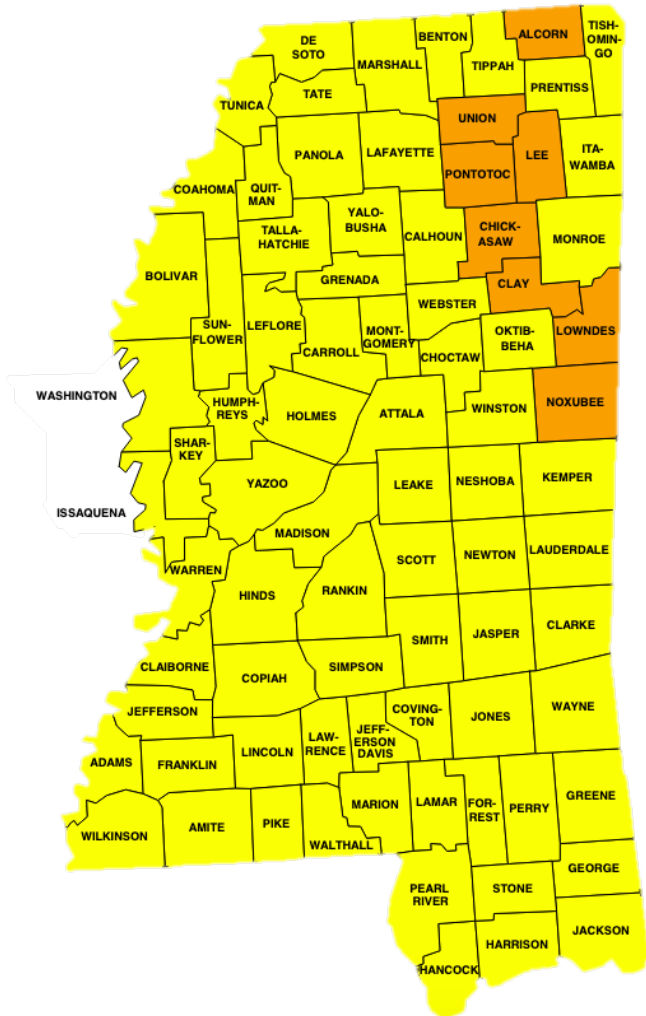 DE
SOTO
BENTON
ALCORN
TISH-
OMIN-
GO
MARSHALL
TIPPAH
TATE
PRENTISS
TUNICA
UNION
PANOLA
LAFAYETTE
LEE
ITA-
WAMBA
PONTOTOC
COAHOMA
QUIT-
MAN
YALO-
BUSHA
TALLA-
HATCHIE
CALHOUN
CHICK-
ASAW
MONROE
BOLIVAR
GRENADA
CLAY
WEBSTER
SUN-
FLOWER
LEFLORE
MONT-
GOMERY
OKTIB-
BEHA
LOWNDES
CARROLL
CHOCTAW
WASHINGTON
HUMPH-
REYS
HOLMES
ATTALA
WINSTON
NOXUBEE
SHAR-
KEY
YAZOO
LEAKE
NESHOBA
KEMPER
ISSAQUENA
MADISON
WARREN
SCOTT
NEWTON
LAUDERDALE
HINDS
RANKIN
SMITH
JASPER
CLARKE
CLAIBORNE
COPIAH
SIMPSON
JEFFERSON
COVING-
TON
JONES
WAYNE
ADAMS
FRANKLIN
LINCOLN
LAW-
RENCE
JEFF-
ERSON
DAVIS
MARION
LAMAR
FOR-
REST
PERRY
GREENE
WILKINSON
AMITE
PIKE
WALTHALL
PEARL
RIVER
STONE
GEORGE
HANCOCK
HARRISON
JACKSON